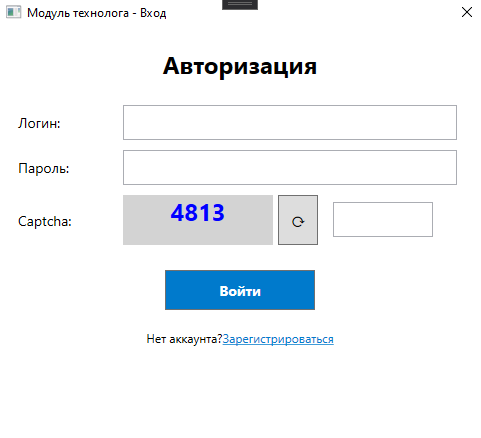 Модуль технолога - Вход
Авторизация
Логин:
Пароль:
Captcha: 4813
Войти
Нет аккаунта?Зарегистрироваться